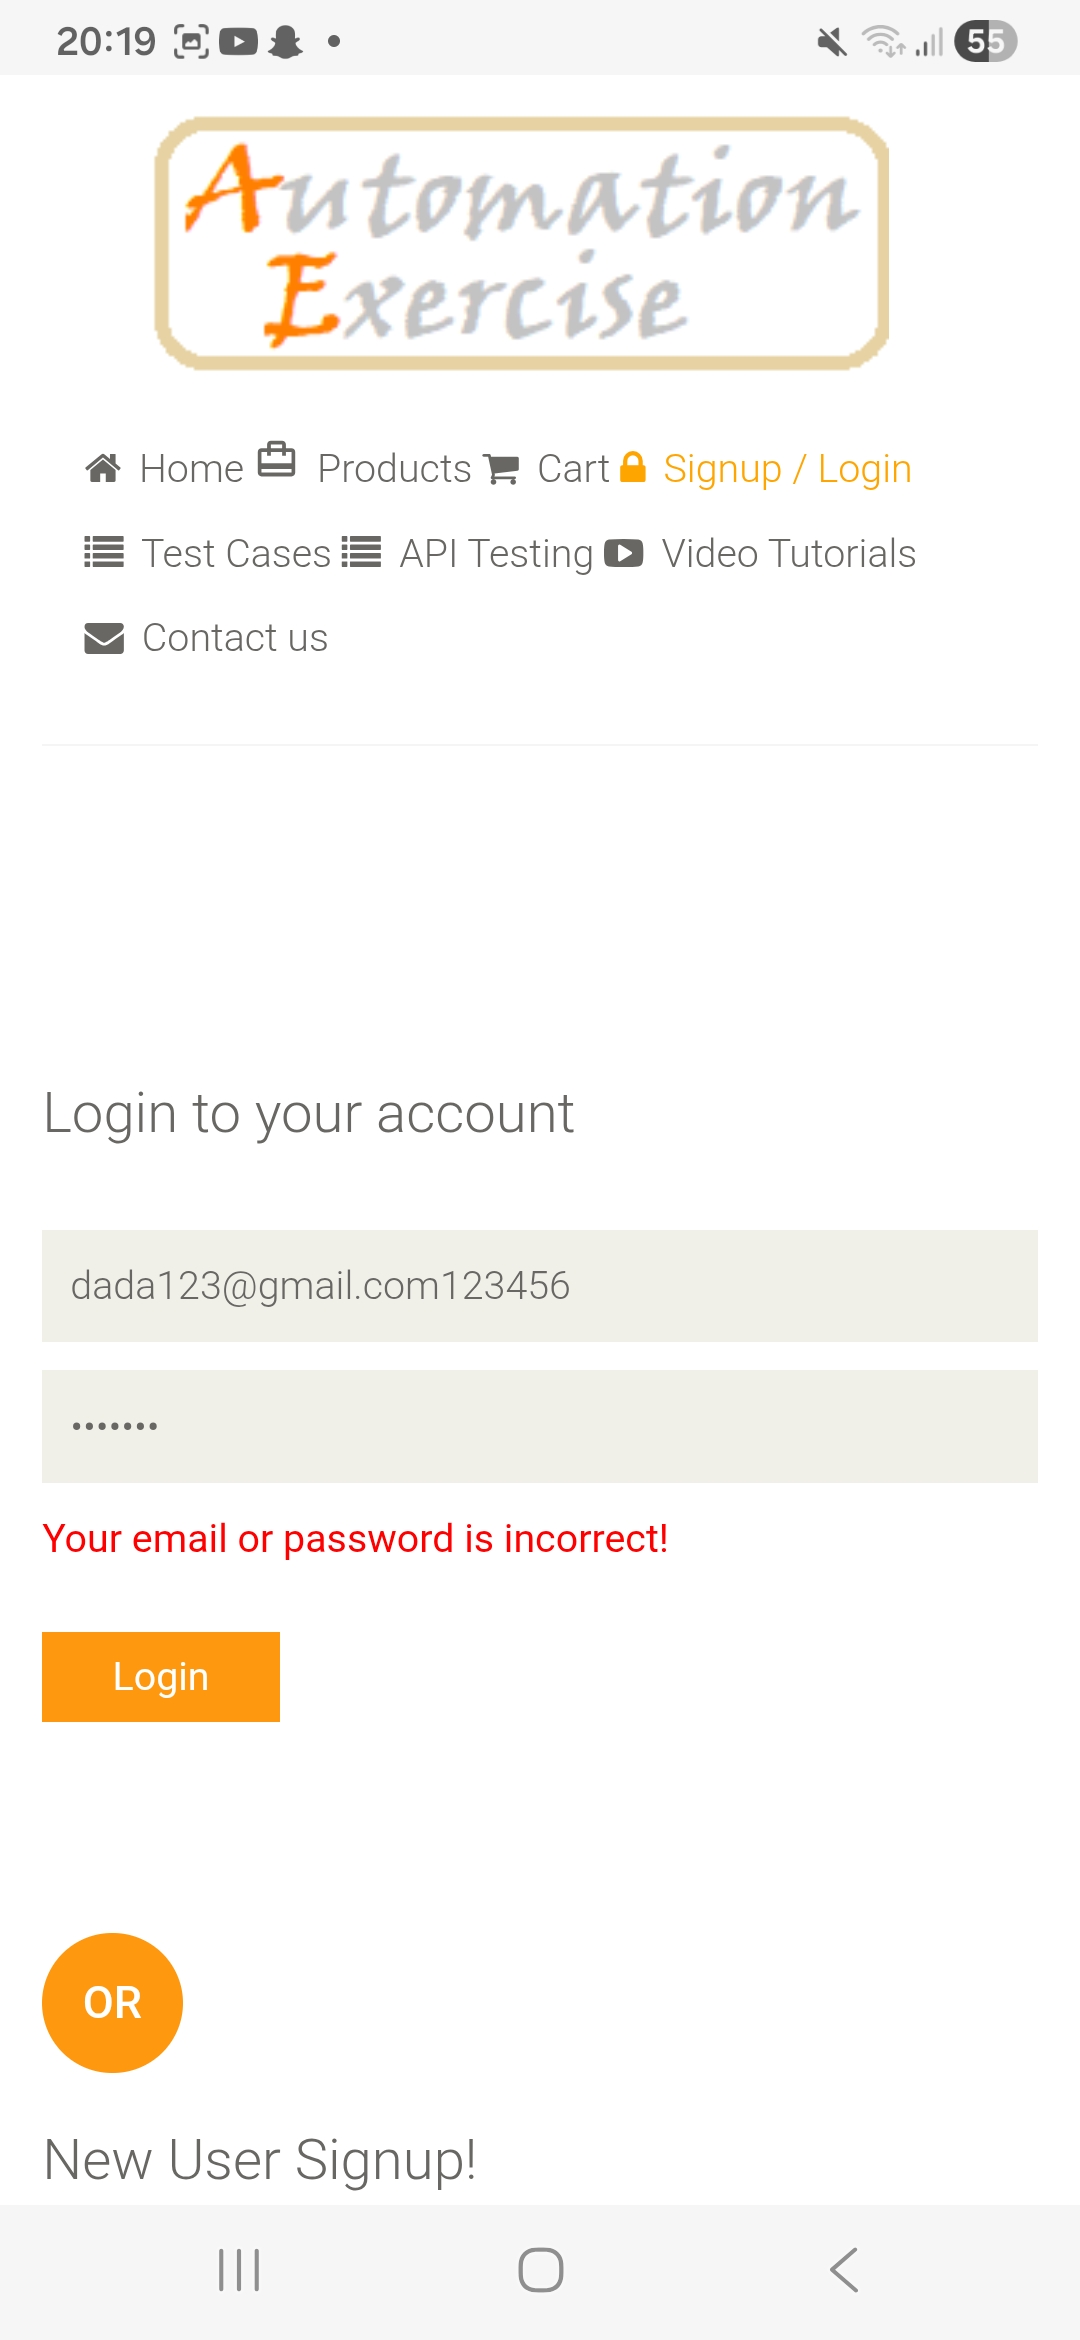 20:19
55
Automation
Exercise
Home Products Cart Signup / Login
Test Cases API Testing Video Tutorials
Contact us
Login to your account
dada123@gmail.com123456
•••••••
Your email or password is incorrect!
Login
OR
New User Signup!